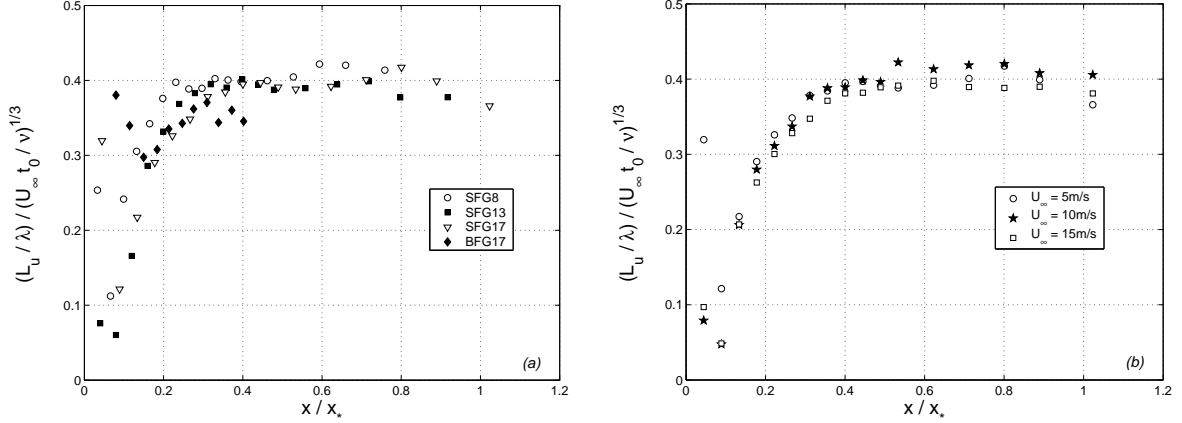 (L_u / λ) / (U_∞ t_0 / ν)^{1/3}
0.5
0.4
0.3
0.2
0.1
0
0 0.2 0.4 0.6 0.8 1 1.2
x / x_*
SFG8
SFG13
SFG17
BFG17
(a)
(L_u / λ) / (U_∞ t_0 / ν)^{1/3}
0.5
0.4
0.3
0.2
0.1
0
0 0.2 0.4 0.6 0.8 1 1.2
x / x_*
U_∞ = 5m/s
U_∞ = 10m/s
U_∞ = 15m/s
(b)